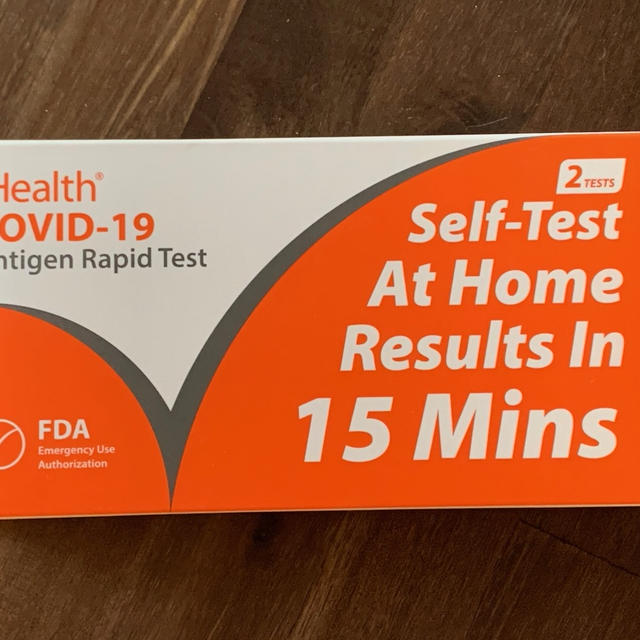 Health®
OVID-19
ntigen Rapid Test
2 TESTS
Self-Test
At Home
Results In
15 Mins
FDA
Emergency Use
Authorization